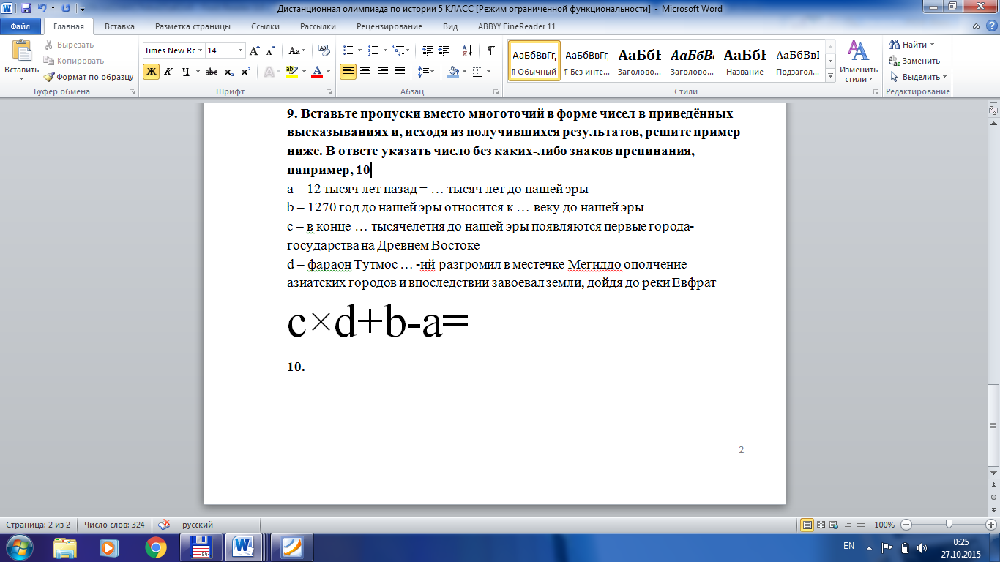 Дистанционная олимпиада по истории 5 КЛАСС [Режим ограниченной функциональности] - Microsoft Word
Файл Главная Вставка Разметка страницы Ссылки Рассылки Рецензирование Вид ABBYY FineReader 11
Вставить
Вырезать
Копировать
Формат по образцу
Буфер обмена
Times New Ro 14
Ж К Ч abc x₂ x² A
Шрифт
Абзац
АаБбВвГг, АаБбВвГг, АаБбВ АаБбВв АаБбВ АаБбВвІ
¶ Обычный ¶ Без инте... Заголово... Заголово... Название Подзагол...
Стили
Изменить стили
Найти
Заменить
Выделить
Редактирование
9. Вставьте пропуски вместо многоточий в форме чисел в приведённых
высказываниях и, исходя из получившихся результатов, решите пример
ниже. В ответе указать число без каких-либо знаков препинания,
например, 10
a – 12 тысяч лет назад = … тысяч лет до нашей эры
b – 1270 год до нашей эры относится к … веку до нашей эры
c – в конце … тысячелетия до нашей эры появляются первые города-
государства на Древнем Востоке
d – фараон Тутмос … -ий разгромил в местечке Мегиддо ополчение
азиатских городов и впоследствии завоевал земли, дойдя до реки Евфрат
c×d+b-a=
10.
2
Страница: 2 из 2 Число слов: 324 русский 100%
EN 0:25
27.10.2015